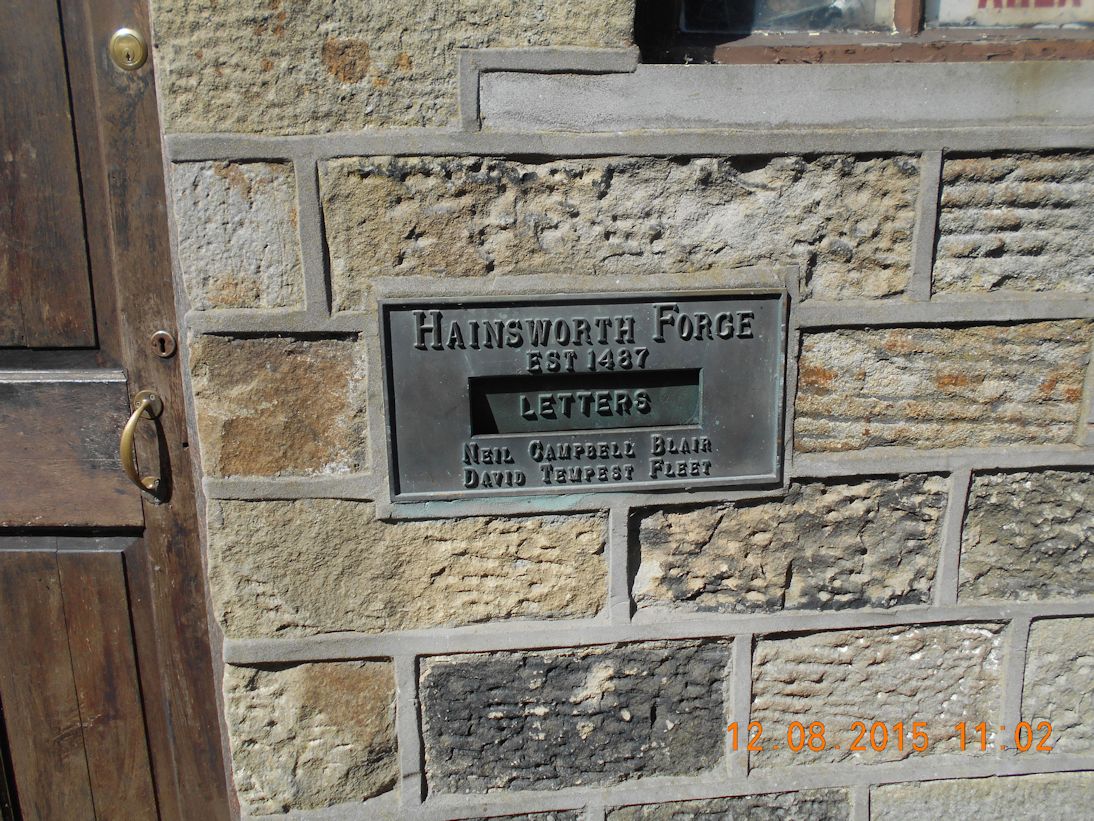 HAINSWORTH FORGE
EST 1487
LETTERS
NEIL CAMPBELL BLAIR
DAVID TEMPEST FLEET
12.08.2015 11:02